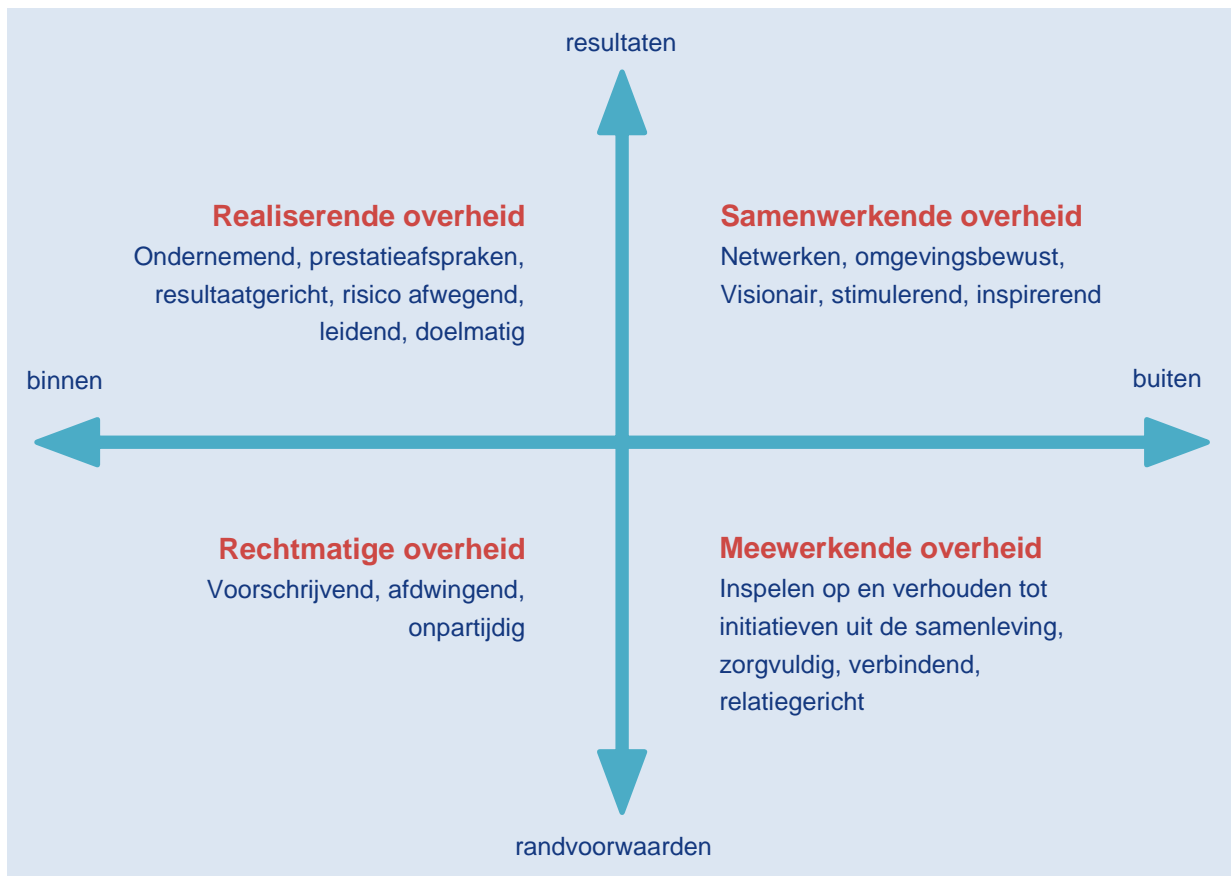 resultaten
Realiserende overheid
Ondernemend, prestatieafspraken,
resultaatgericht, risico afwegend,
leidend, doelmatig
Samenwerkende overheid
Netwerken, omgevingsbewust,
Visionair, stimulerend, inspirerend
binnen
buiten
Rechtmatige overheid
Voorschrijvend, afdwingend,
onpartijdig
Meewerkende overheid
Inspelen op en verhouden tot
initiatieven uit de samenleving,
zorgvuldig, verbindend,
relatiegericht
randvoorwaarden